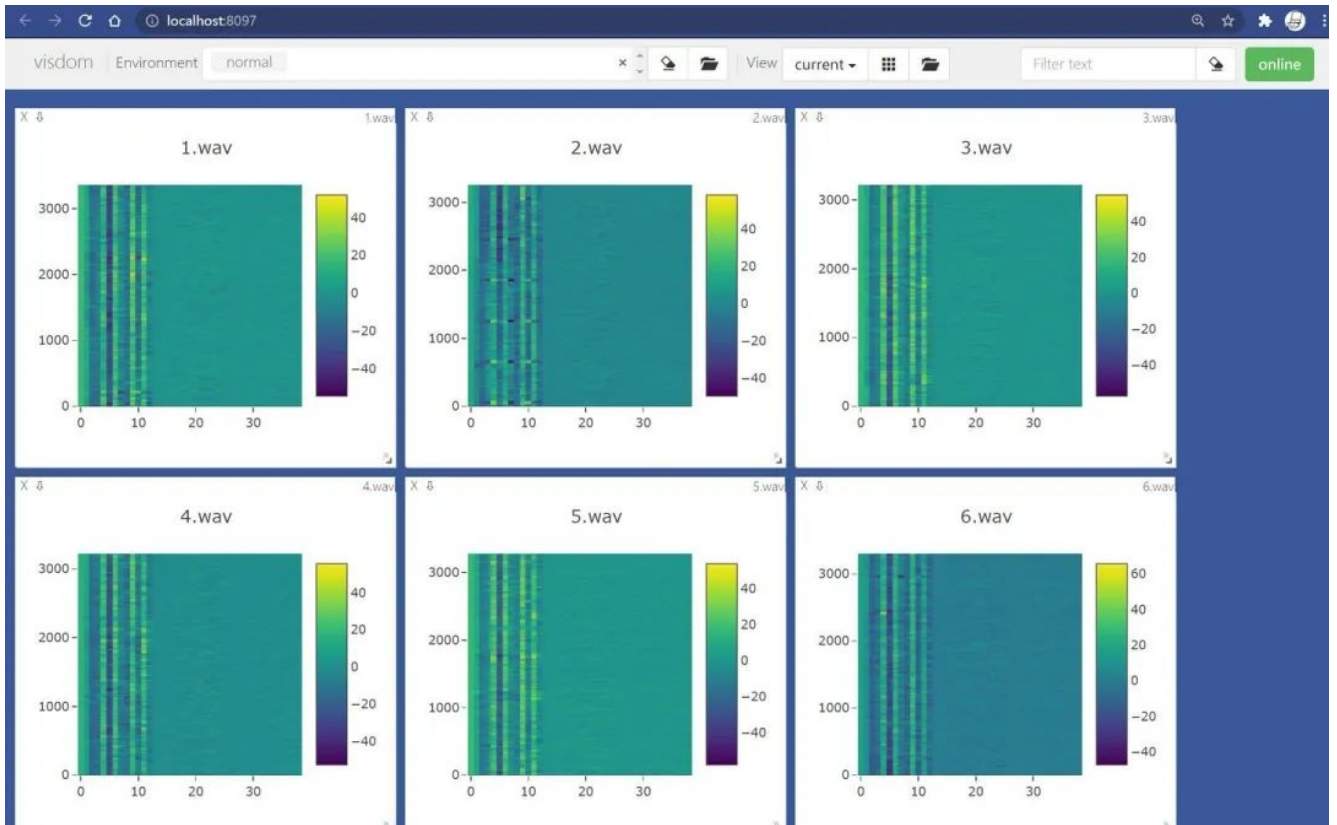 localhost:8097
visdom Environment normal × View current Filter text online
X 1.wav X 2.wav X 3.wav
1.wav 2.wav 3.wav
3000 2000 1000 0
0 10 20 30
40 20 0 −20 −40
3000 2000 1000 0
0 10 20 30
40 20 0 −20 −40
3000 2000 1000 0
0 10 20 30
40 20 0 −20 −40
X 4.wav X 5.wav X 6.wav
4.wav 5.wav 6.wav
3000 2000 1000 0
0 10 20 30
40 20 0 −20 −40
3000 2000 1000 0
0 10 20 30
40 20 0 −20 −40
3000 2000 1000 0
0 10 20 30
60 40 20 0 −20 −40